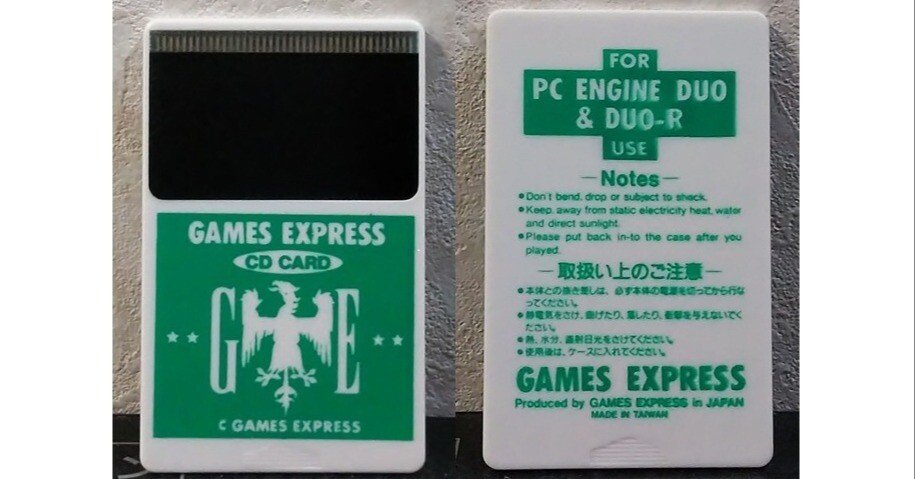 GAMES EXPRESS
CD CARD
G E
C GAMES EXPRESS
FOR
PC ENGINE DUO
& DUO-R
USE
Notes
●Don't bend, drop or subject to shock.
●Keep away from static electricity heat, water
and direct sunlight.
●Please put back in-to the case after you
played.
取扱い上のご注意
●本体との抜き差しは、必ず本体の電源を切ってから行な
ってください。
●静電気をさけ、曲げたり、落したり、衝撃を与えないでく
ださい。
●熱、水分、直射日光をさけてください。
●使用後は、ケースに入れてください。
GAMES EXPRESS
Produced by GAMES EXPRESS in JAPAN
MADE IN TAIWAN